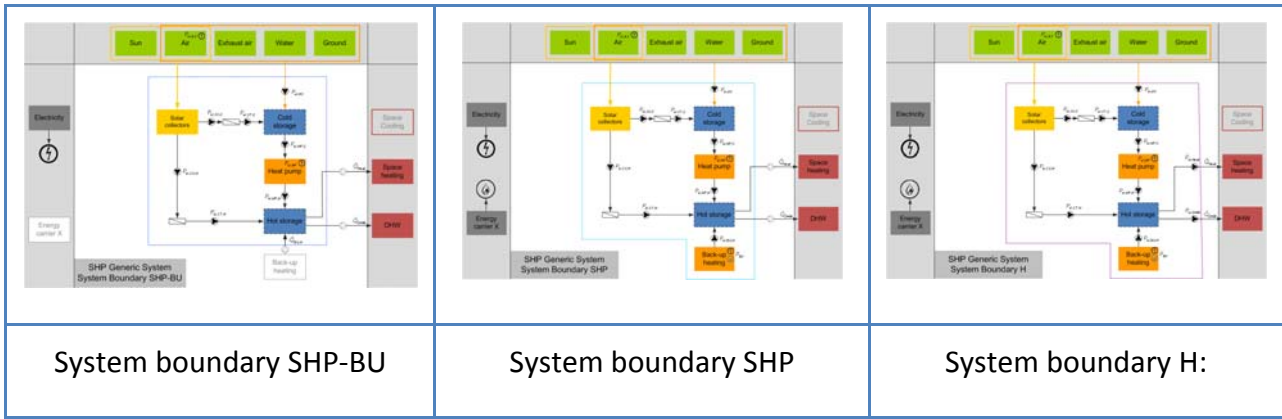 Sun Air Exhaust air Water Ground
Electricity
Energy
carrier X
Solar
collectors
Cold
storage
Heat pump
Hot storage
Back-up
heating
Space
Cooling
Space
heating
DHW
SHP Generic System
System Boundary SHP-BU
System boundary SHP-BU
Sun Air Exhaust air Water Ground
Electricity
Energy
carrier X
Solar
collectors
Cold
storage
Heat pump
Hot storage
Back-up
heating
Space
Cooling
Space
heating
DHW
SHP Generic System
System Boundary SHP
System boundary SHP
Sun Air Exhaust air Water Ground
Electricity
Energy
carrier X
Solar
collectors
Cold
storage
Heat pump
Hot storage
Back-up
heating
Space
Cooling
Space
heating
DHW
SHP Generic System
System Boundary H
System boundary H: